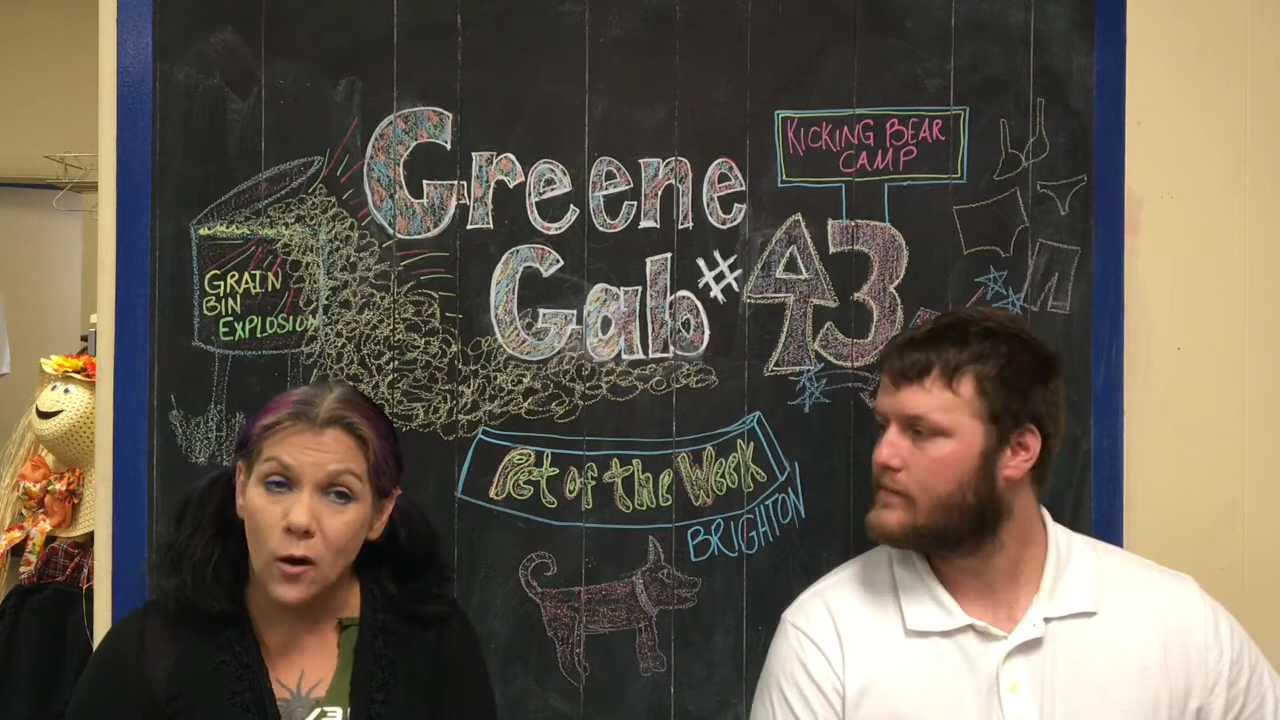 Greene
Gab #43
KICKING BEAR
CAMP
GRAIN
BIN
EXPLOSION
Pet of the Week
BRIGHTON